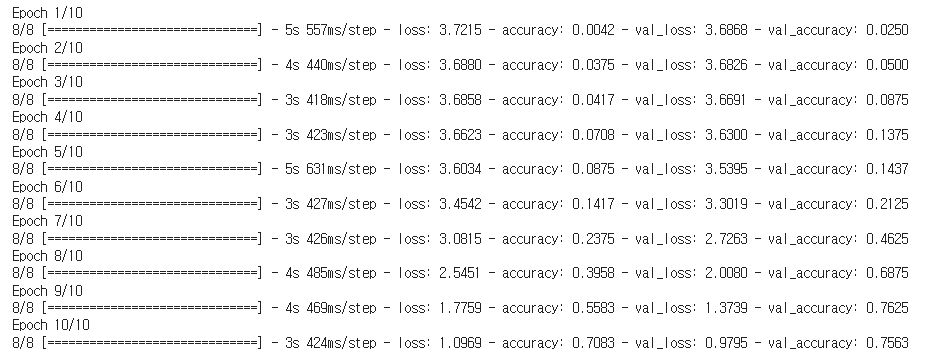 Epoch 1/10
8/8 [==============================] - 5s 557ms/step - loss: 3.7215 - accuracy: 0.0042 - val_loss: 3.6868 - val_accuracy: 0.0250
Epoch 2/10
8/8 [==============================] - 4s 440ms/step - loss: 3.6880 - accuracy: 0.0375 - val_loss: 3.6826 - val_accuracy: 0.0500
Epoch 3/10
8/8 [==============================] - 3s 418ms/step - loss: 3.6858 - accuracy: 0.0417 - val_loss: 3.6691 - val_accuracy: 0.0875
Epoch 4/10
8/8 [==============================] - 3s 423ms/step - loss: 3.6623 - accuracy: 0.0708 - val_loss: 3.6300 - val_accuracy: 0.1375
Epoch 5/10
8/8 [==============================] - 5s 631ms/step - loss: 3.6034 - accuracy: 0.0875 - val_loss: 3.5395 - val_accuracy: 0.1437
Epoch 6/10
8/8 [==============================] - 3s 427ms/step - loss: 3.4542 - accuracy: 0.1417 - val_loss: 3.3019 - val_accuracy: 0.2125
Epoch 7/10
8/8 [==============================] - 3s 426ms/step - loss: 3.0815 - accuracy: 0.2375 - val_loss: 2.7263 - val_accuracy: 0.4625
Epoch 8/10
8/8 [==============================] - 4s 485ms/step - loss: 2.5451 - accuracy: 0.3958 - val_loss: 2.0080 - val_accuracy: 0.6875
Epoch 9/10
8/8 [==============================] - 4s 469ms/step - loss: 1.7759 - accuracy: 0.5583 - val_loss: 1.3739 - val_accuracy: 0.7625
Epoch 10/10
8/8 [==============================] - 3s 424ms/step - loss: 1.0969 - accuracy: 0.7083 - val_loss: 0.9795 - val_accuracy: 0.7563